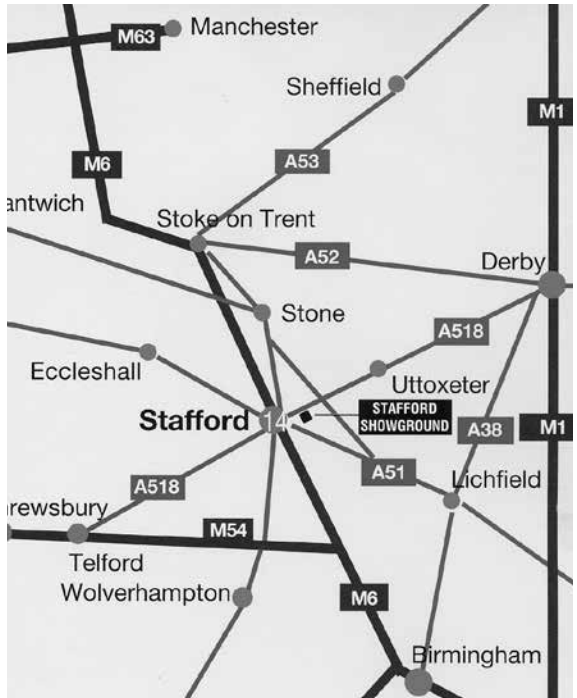 Manchester
M63
Sheffield
M1
M6
A53
antwich
Stoke on Trent
A52
Derby
Stone
A518
Eccleshall
Uttoxeter
STAFFORD
SHOWGROUND
Stafford
14
A38
M1
A51
Lichfield
A518
rewsbury
M54
Telford
Wolverhampton
M6
Birmingham